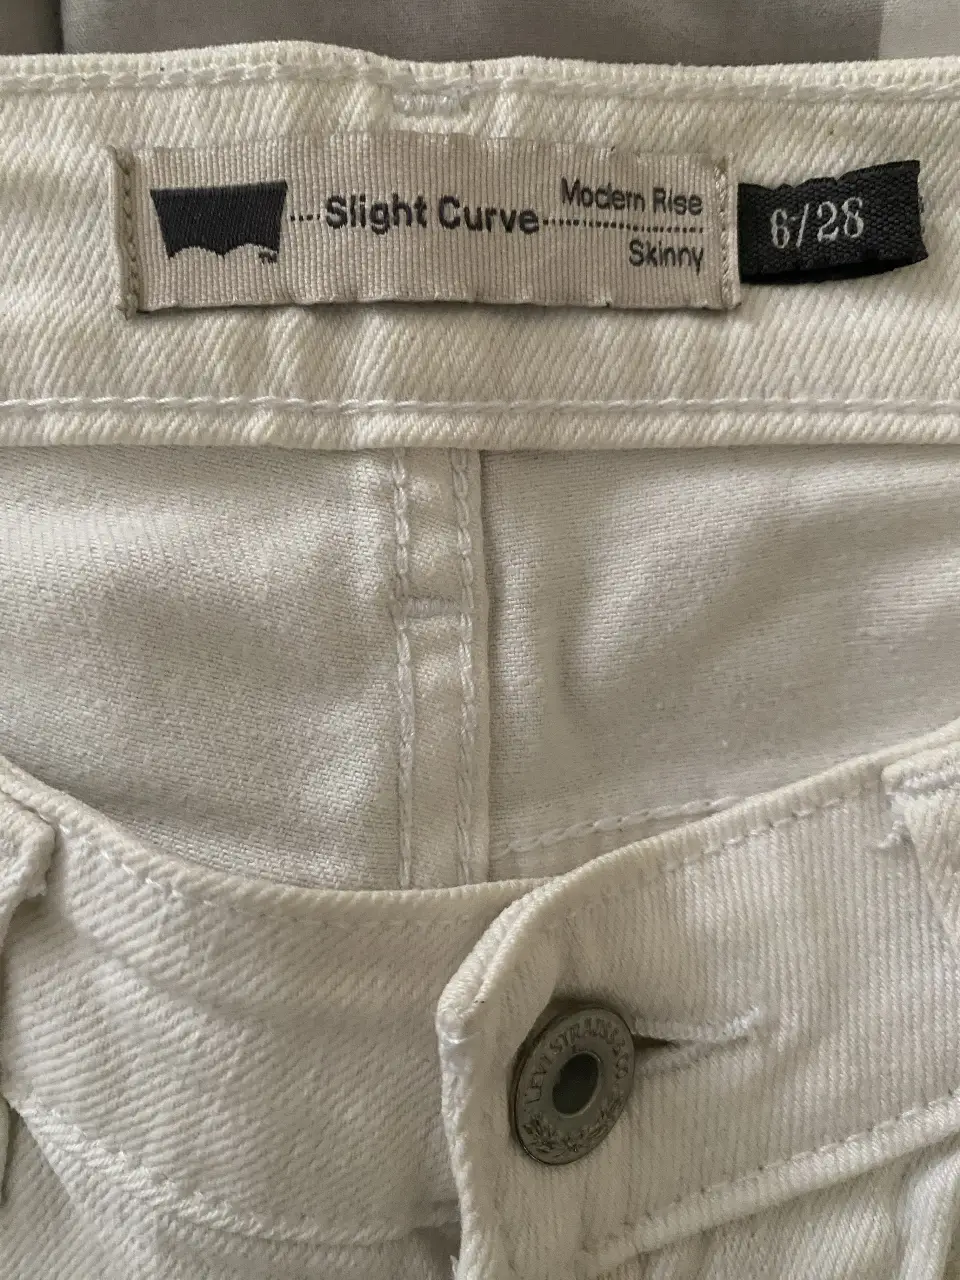 Slight Curve
Modern Rise
Skinny
6/28
LEVI STRAUSS & CO